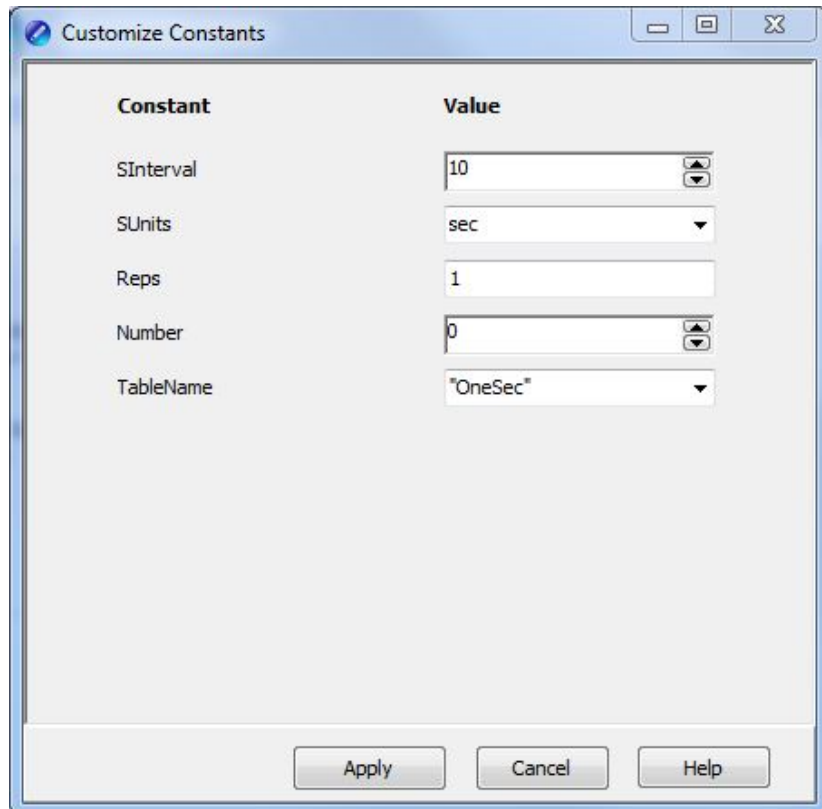 Customize Constants
Constant Value
SInterval 10
SUnits sec
Reps 1
Number 0
TableName "OneSec"
Apply Cancel Help